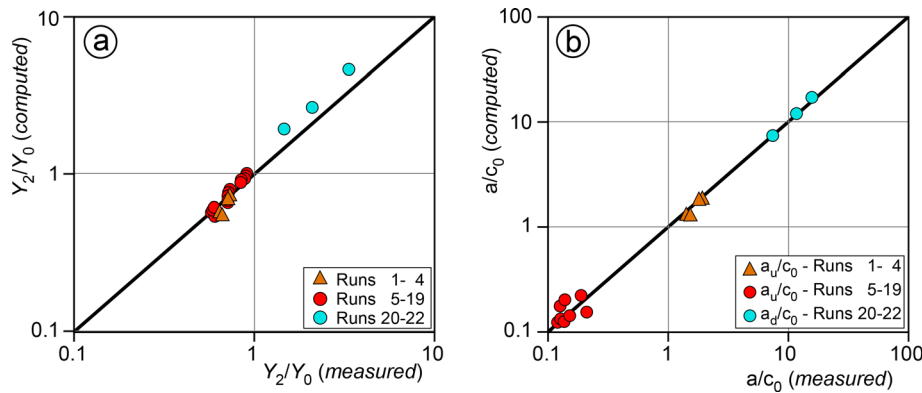 a
10
1
0.1
0.1
1
10
Y2/Y0 (computed)
Y2/Y0 (measured)
Runs 1- 4
Runs 5-19
Runs 20-22
b
100
10
1
0.1
0.1
1
10
100
a/c0 (computed)
a/c0 (measured)
au/c0 - Runs 1- 4
au/c0 - Runs 5-19
ad/c0 - Runs 20-22